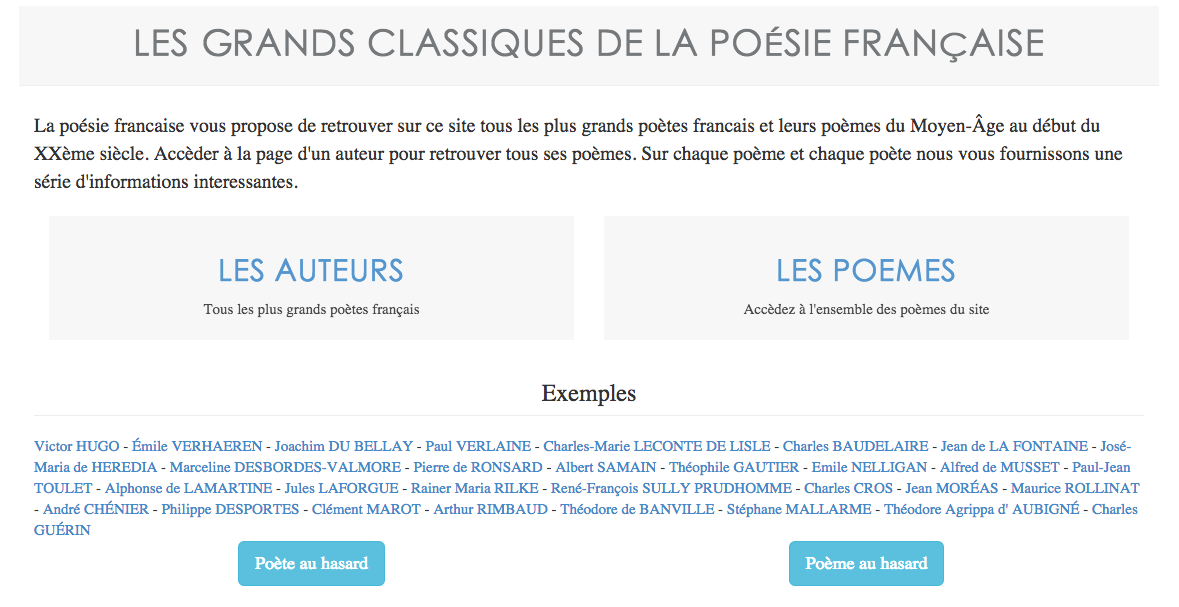 LES GRANDS CLASSIQUES DE LA POÉSIE FRANÇAISE
La poésie francaise vous propose de retrouver sur ce site tous les plus grands poètes francais et leurs poèmes du Moyen-Âge au début du
XXème siècle. Accèder à la page d'un auteur pour retrouver tous ses poèmes. Sur chaque poème et chaque poète nous vous fournissons une
série d'informations interessantes.
LES AUTEURS
Tous les plus grands poètes français
LES POEMES
Accèdez à l'ensemble des poèmes du site
Exemples
Victor HUGO - Émile VERHAEREN - Joachim DU BELLAY - Paul VERLAINE - Charles-Marie LECONTE DE LISLE - Charles BAUDELAIRE - Jean de LA FONTAINE - José-
Maria de HEREDIA - Marceline DESBORDES-VALMORE - Pierre de RONSARD - Albert SAMAIN - Théophile GAUTIER - Emile NELLIGAN - Alfred de MUSSET - Paul-Jean
TOULET - Alphonse de LAMARTINE - Jules LAFORGUE - Rainer Maria RILKE - René-François SULLY PRUDHOMME - Charles CROS - Jean MORÉAS - Maurice ROLLINAT
- André CHÉNIER - Philippe DESPORTES - Clément MAROT - Arthur RIMBAUD - Théodore de BANVILLE - Stéphane MALLARME - Théodore Agrippa d' AUBIGNÉ - Charles
GUÉRIN
Poète au hasard
Poème au hasard